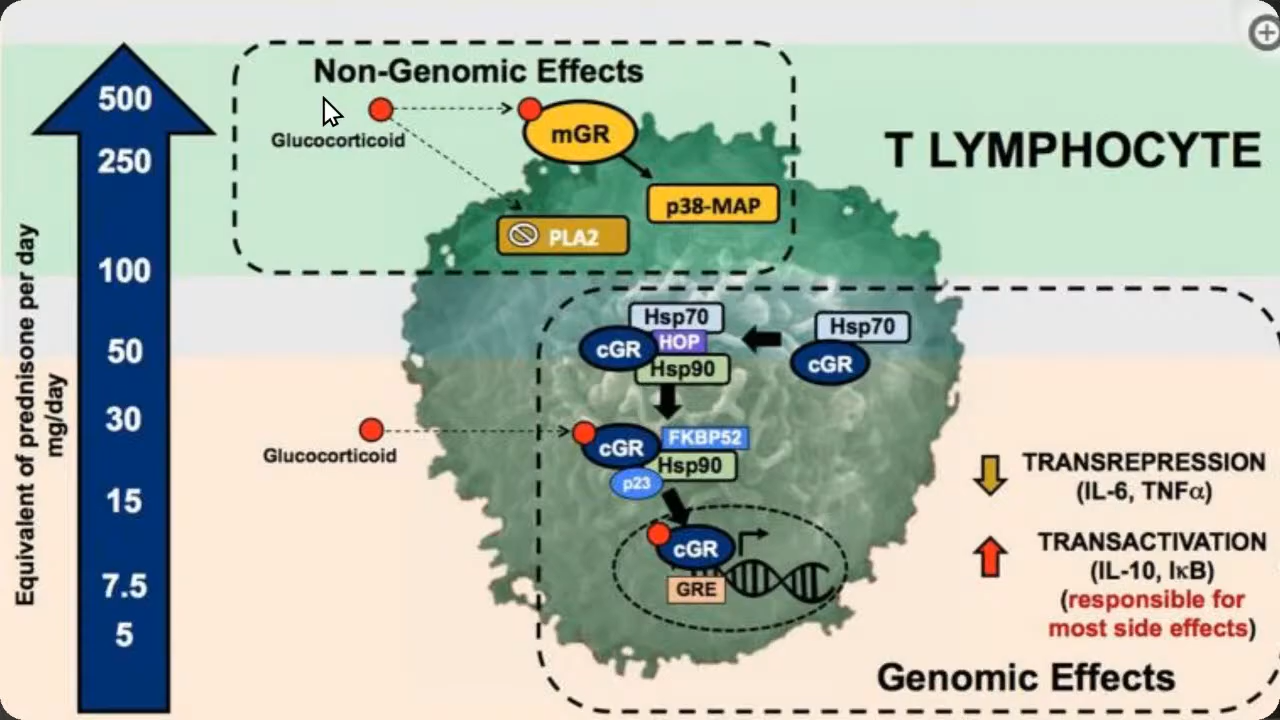 Non-Genomic Effects
Glucocorticoid
mGR
p38-MAP
PLA2
T LYMPHOCYTE
Equivalent of prednisone per day
mg/day
500
250
100
50
30
15
7.5
5
Hsp70
cGR
HOP
Hsp90
Hsp70
cGR
Glucocorticoid
cGR
FKBP52
Hsp90
p23
cGR
GRE
TRANSREPRESSION
(IL-6, TNFα)
TRANSACTIVATION
(IL-10, IκB)
(responsible for
most side effects)
Genomic Effects